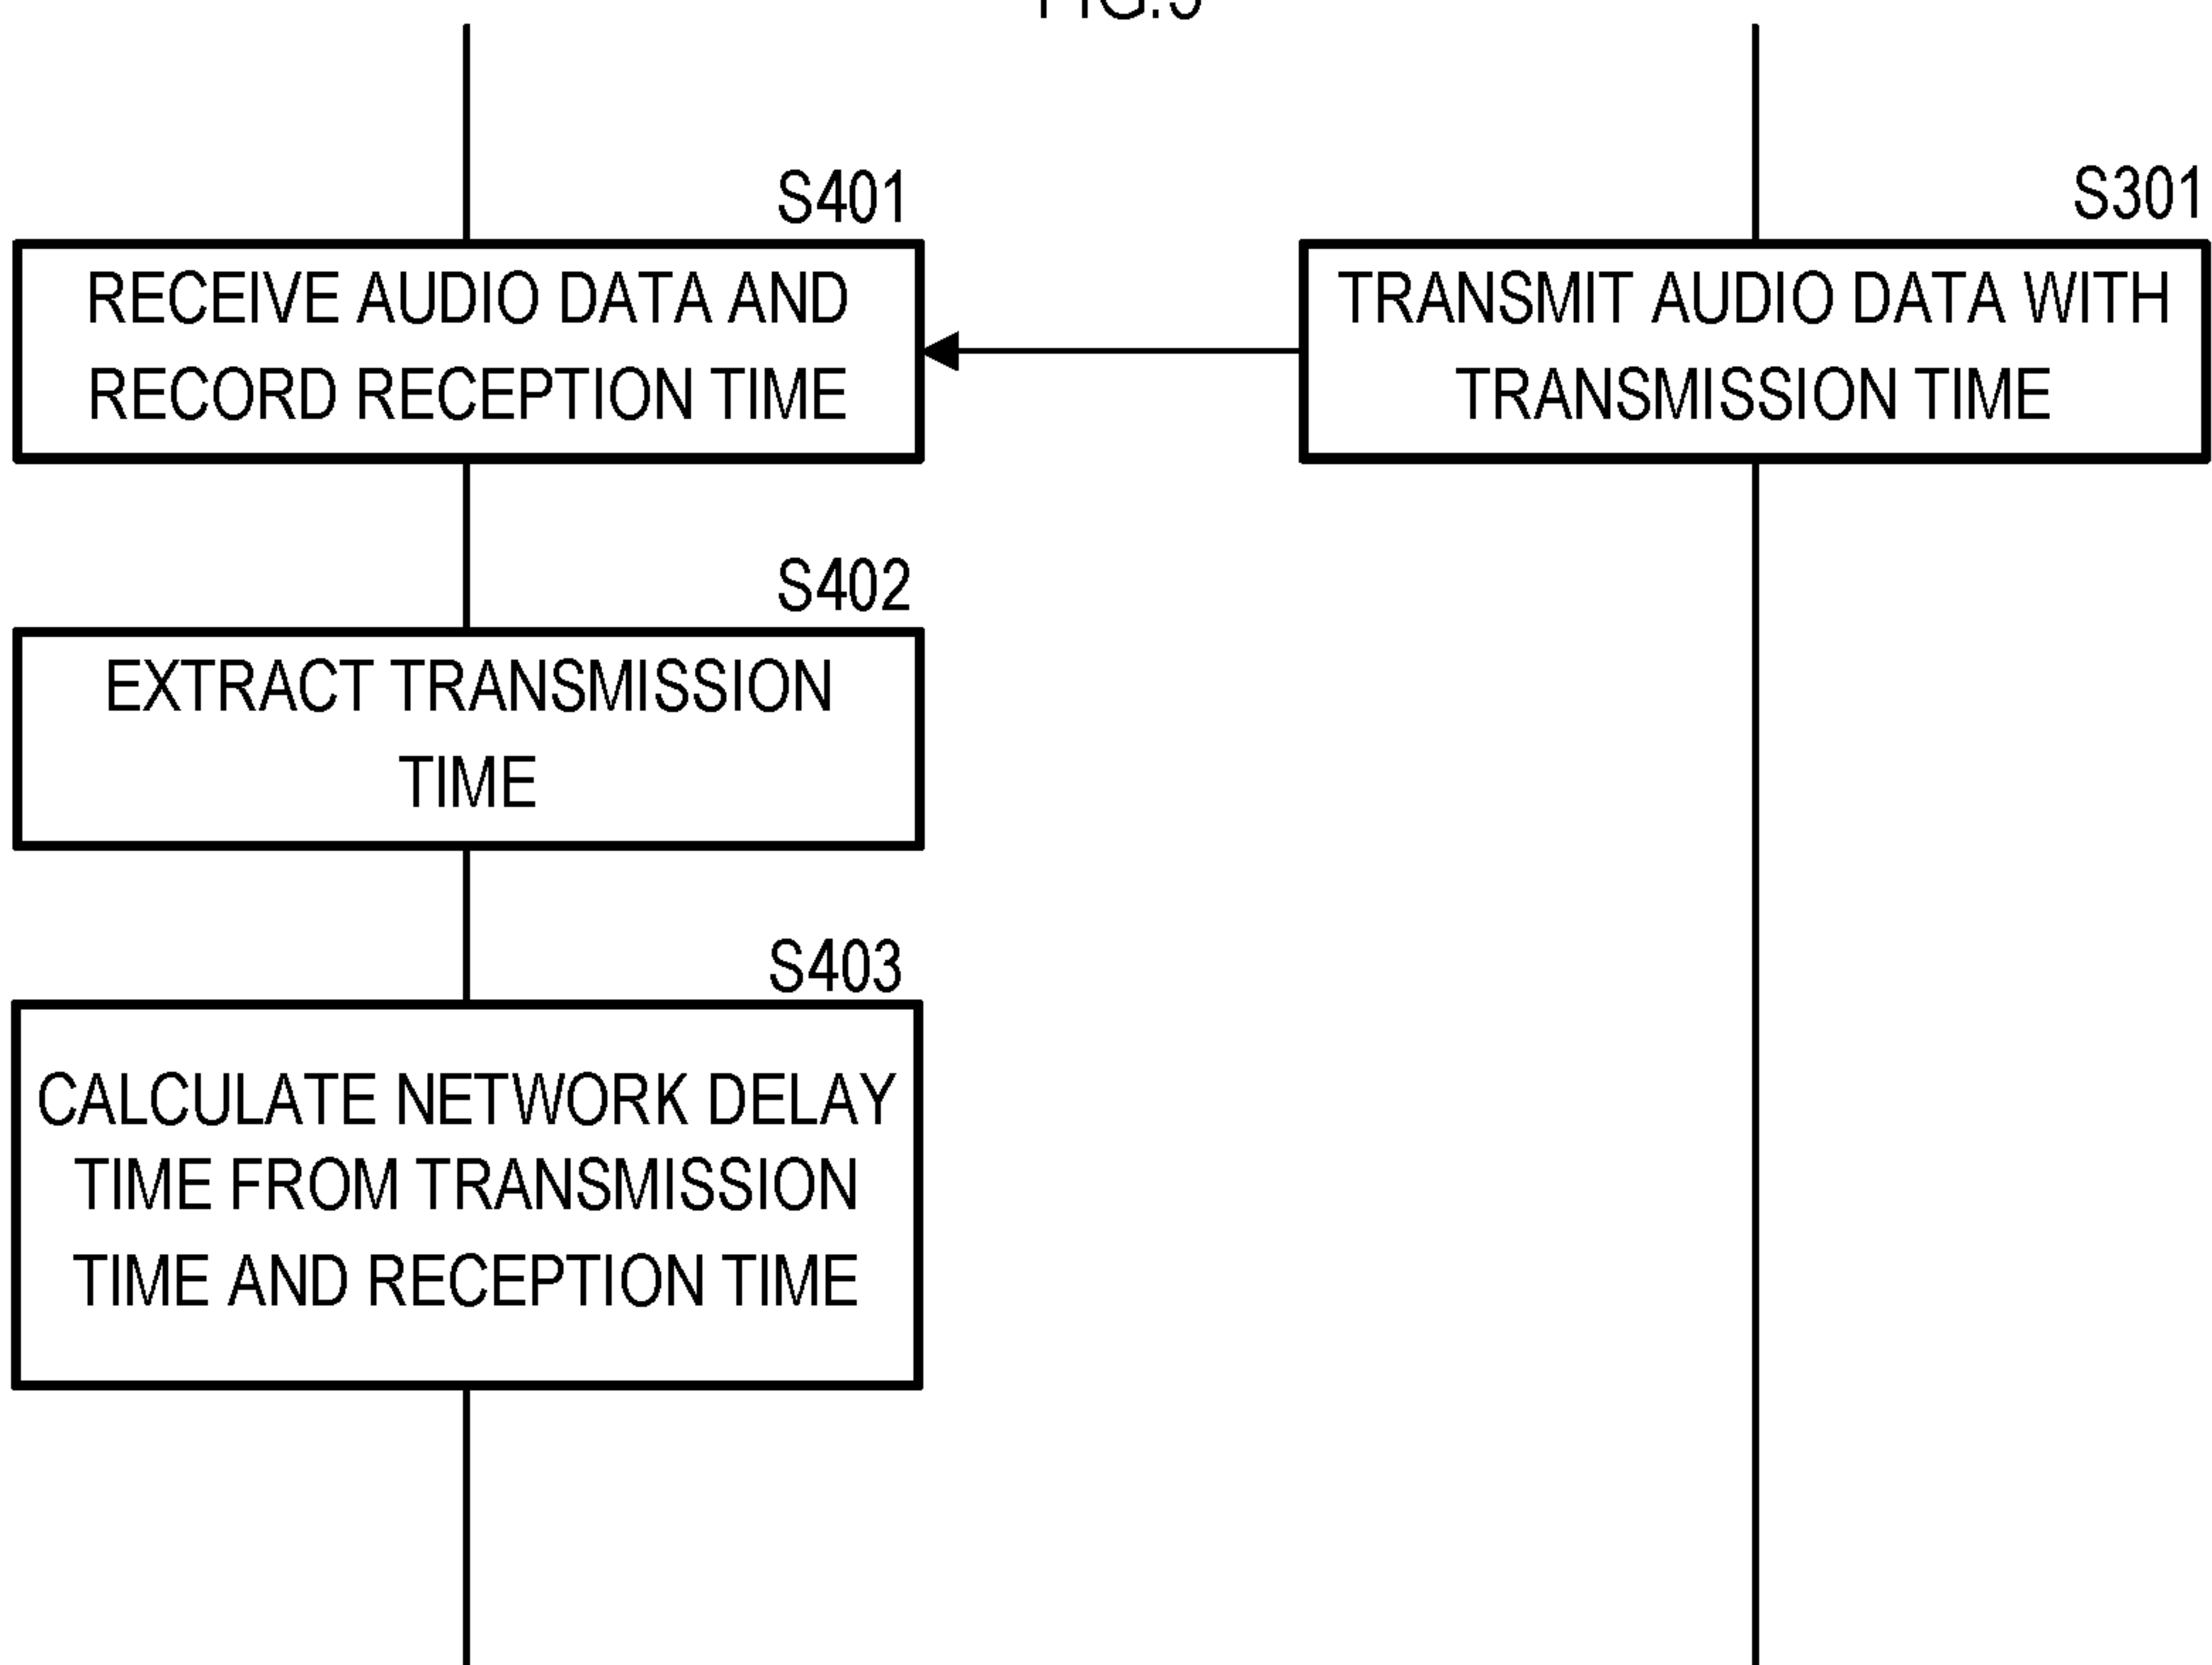 S401
RECEIVE AUDIO DATA AND
RECORD RECEPTION TIME
S301
TRANSMIT AUDIO DATA WITH
TRANSMISSION TIME
S402
EXTRACT TRANSMISSION
TIME
S403
CALCULATE NETWORK DELAY
TIME FROM TRANSMISSION
TIME AND RECEPTION TIME